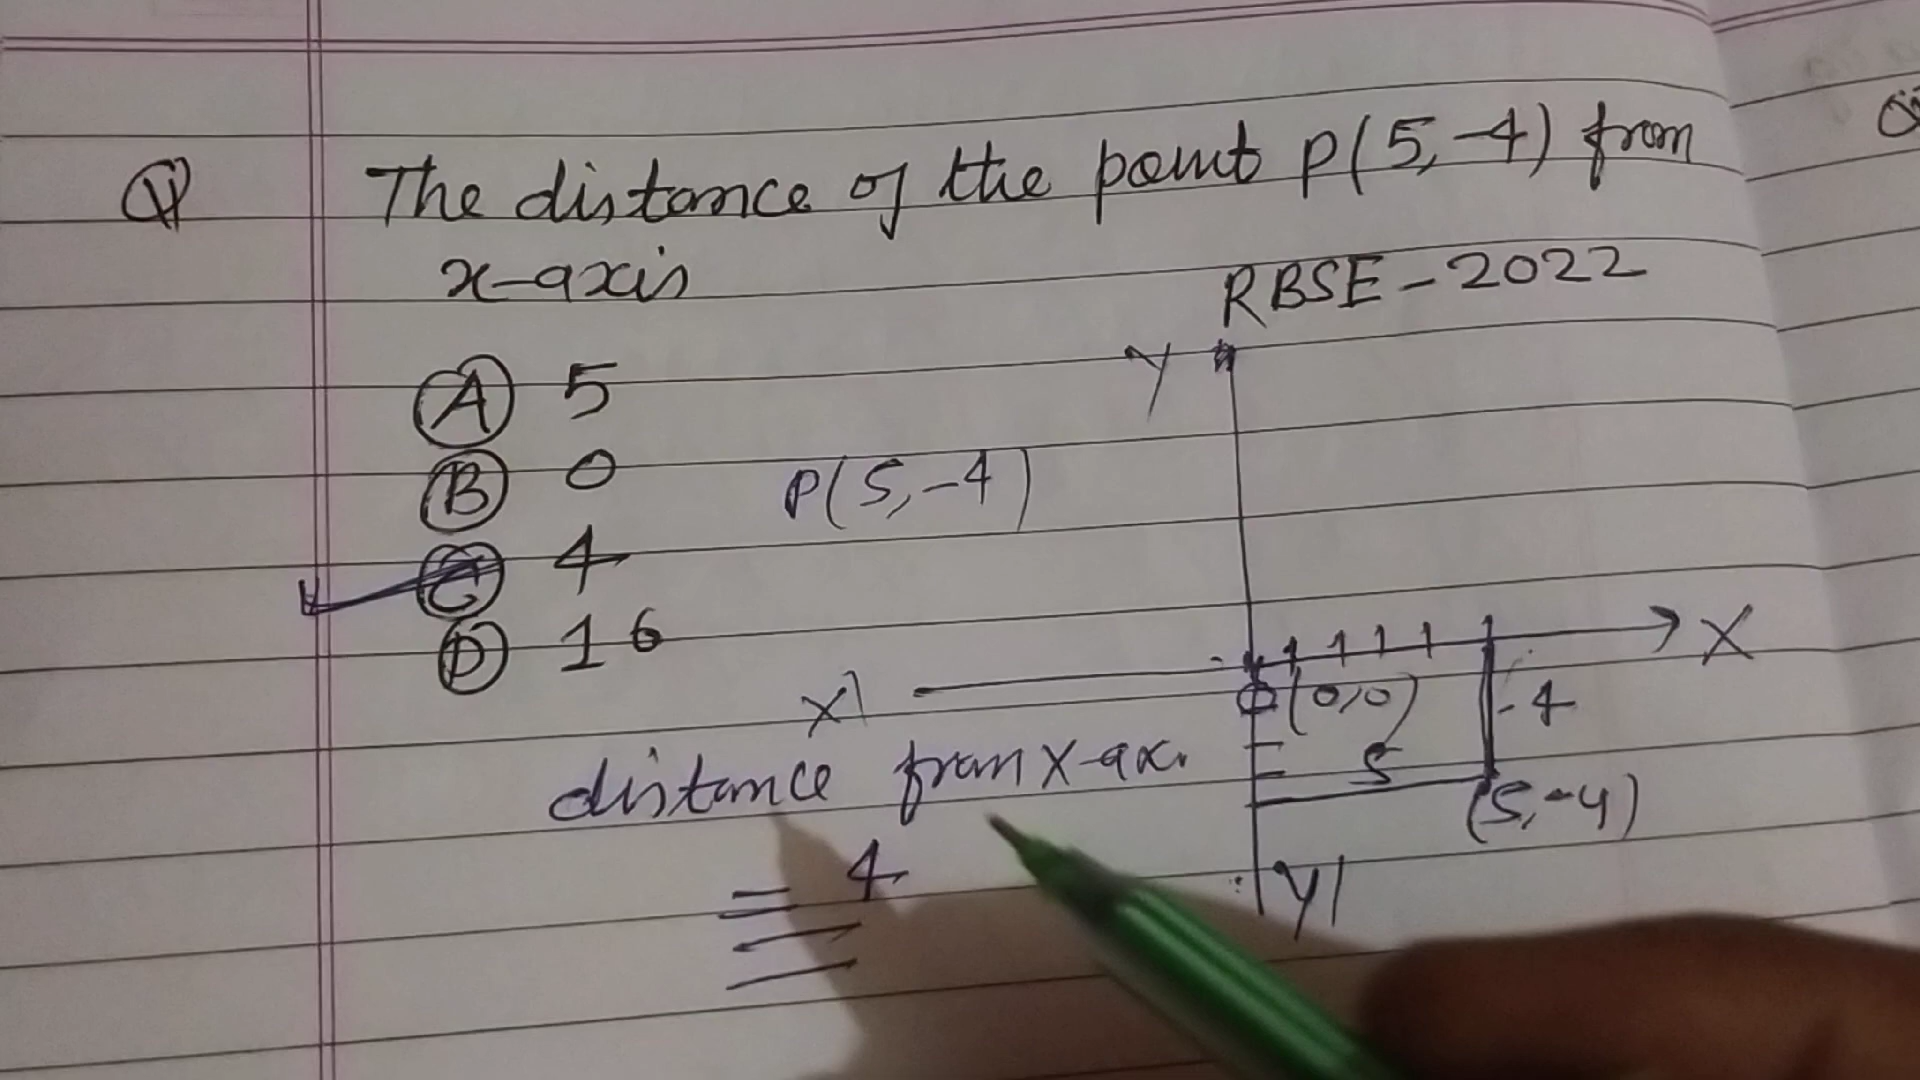 Q The distance of the point P(5,-4) from
x-axis
RBSE-2022
A 5
B 0
C 4
D 16
P(5,-4)
Y
X
X'
O (0,0)
-4
5
(5,-4)
Y'
distance from X-ax.
= 4